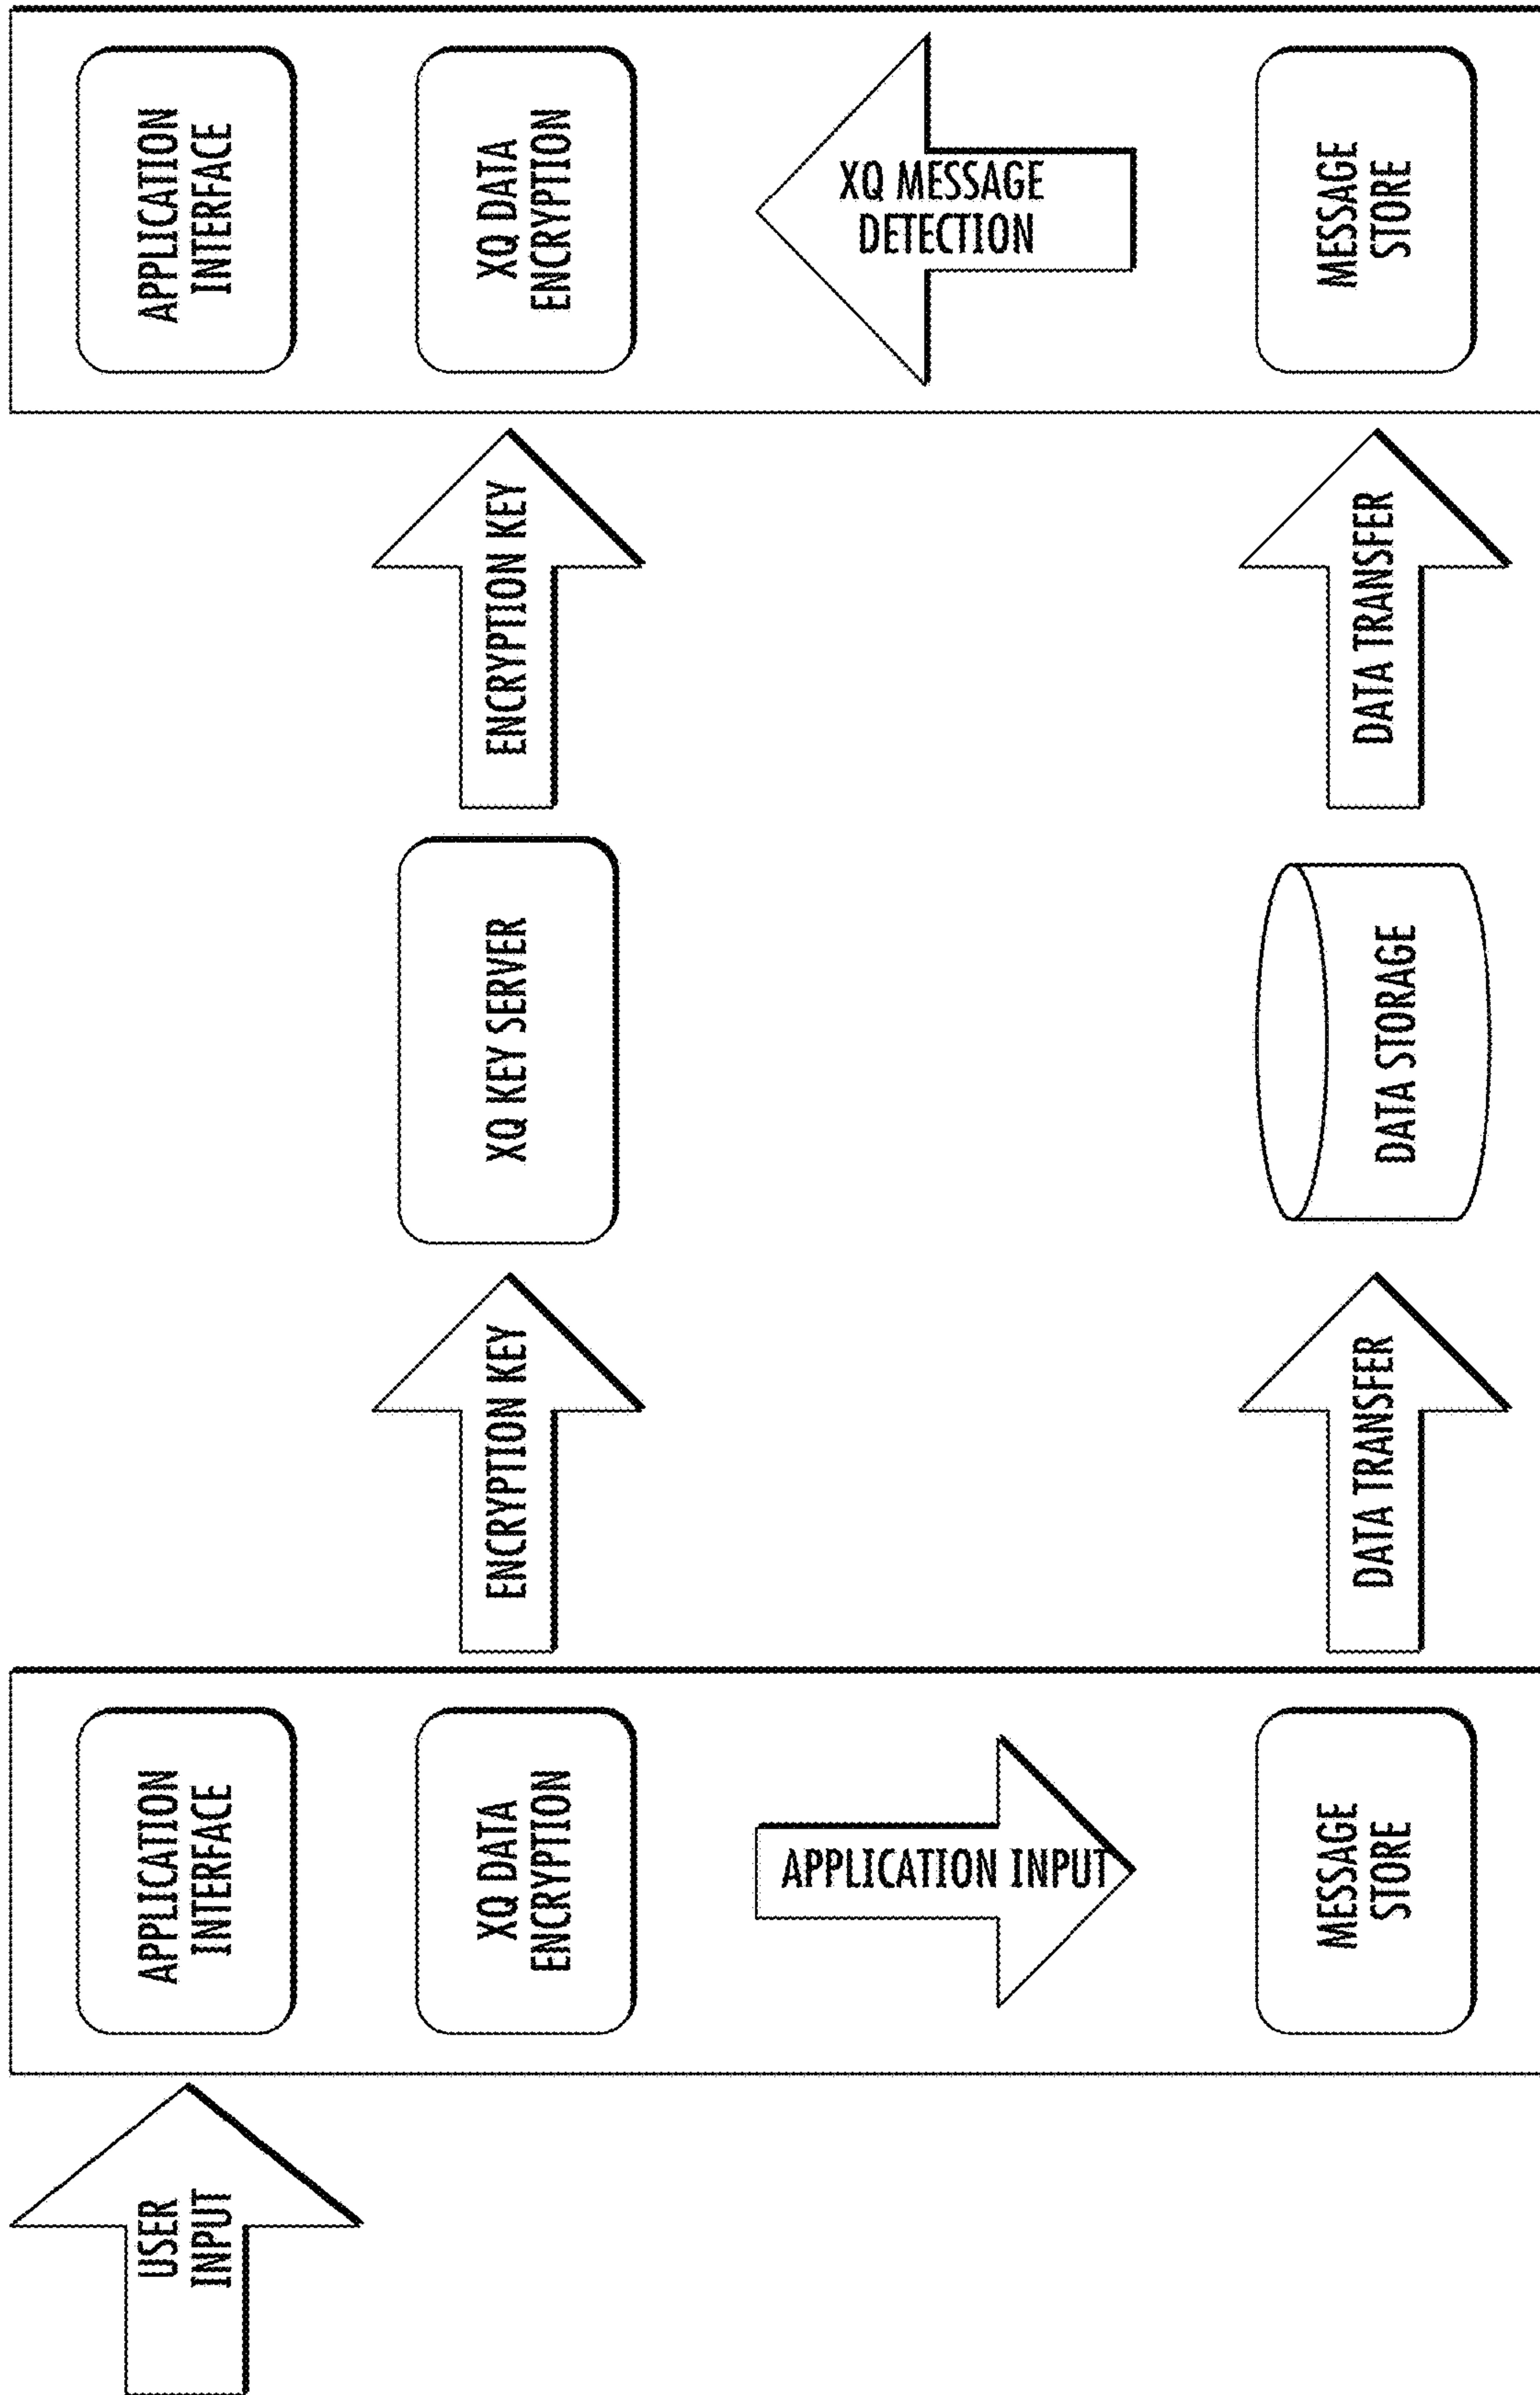 USER
INPUT
APPLICATION
INTERFACE
XQ DATA
ENCRYPTION
APPLICATION INPUT
MESSAGE
STORE
ENCRYPTION KEY
DATA TRANSFER
XQ KEY SERVER
DATA STORAGE
ENCRYPTION KEY
DATA TRANSFER
APPLICATION
INTERFACE
XQ DATA
ENCRYPTION
XQ MESSAGE
DETECTION
MESSAGE
STORE